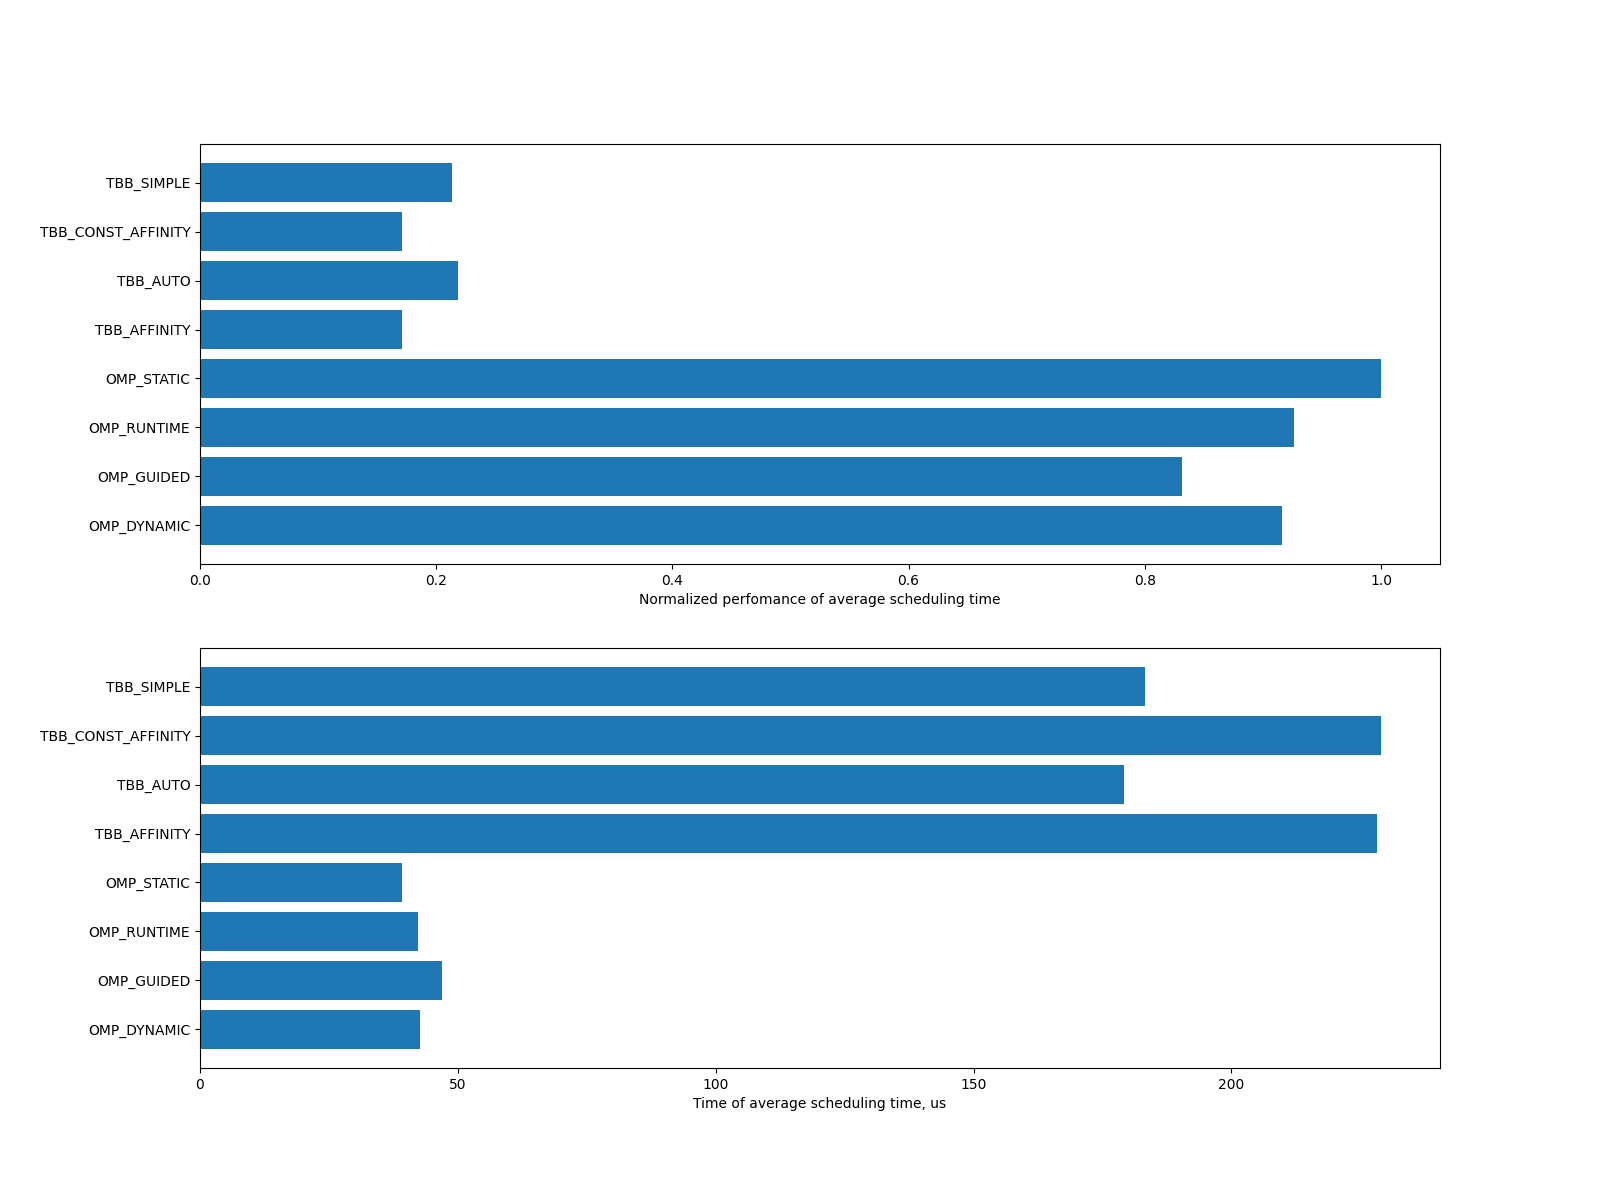 TBB_SIMPLE
TBB_CONST_AFFINITY
TBB_AUTO
TBB_AFFINITY
OMP_STATIC
OMP_RUNTIME
OMP_GUIDED
OMP_DYNAMIC
0.0 0.2 0.4 0.6 0.8 1.0
Normalized perfomance of average scheduling time
TBB_SIMPLE
TBB_CONST_AFFINITY
TBB_AUTO
TBB_AFFINITY
OMP_STATIC
OMP_RUNTIME
OMP_GUIDED
OMP_DYNAMIC
0 50 100 150 200
Time of average scheduling time, us